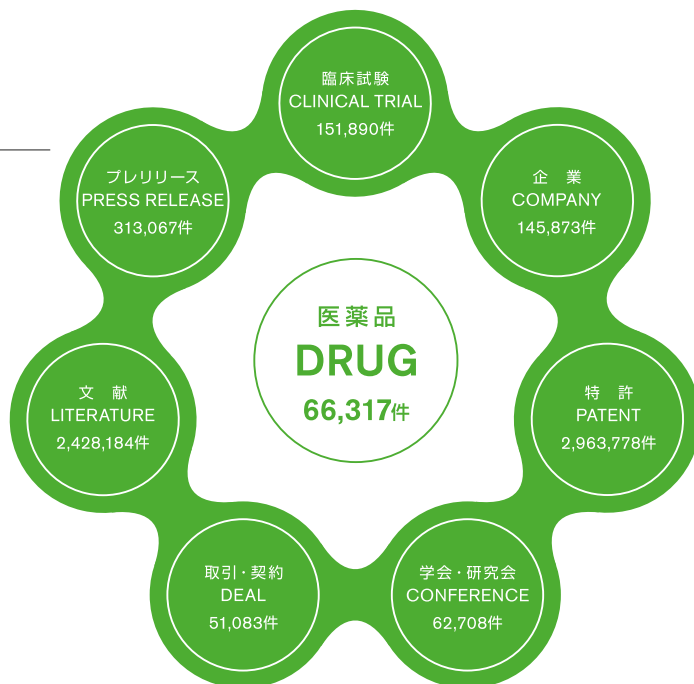 臨床試験
CLINICAL TRIAL
151,890件
プレリリース
PRESS RELEASE
313,067件
企 業
COMPANY
145,873件
医薬品
DRUG
66,317件
文 献
LITERATURE
2,428,184件
特 許
PATENT
2,963,778件
取引・契約
DEAL
51,083件
学会・研究会
CONFERENCE
62,708件